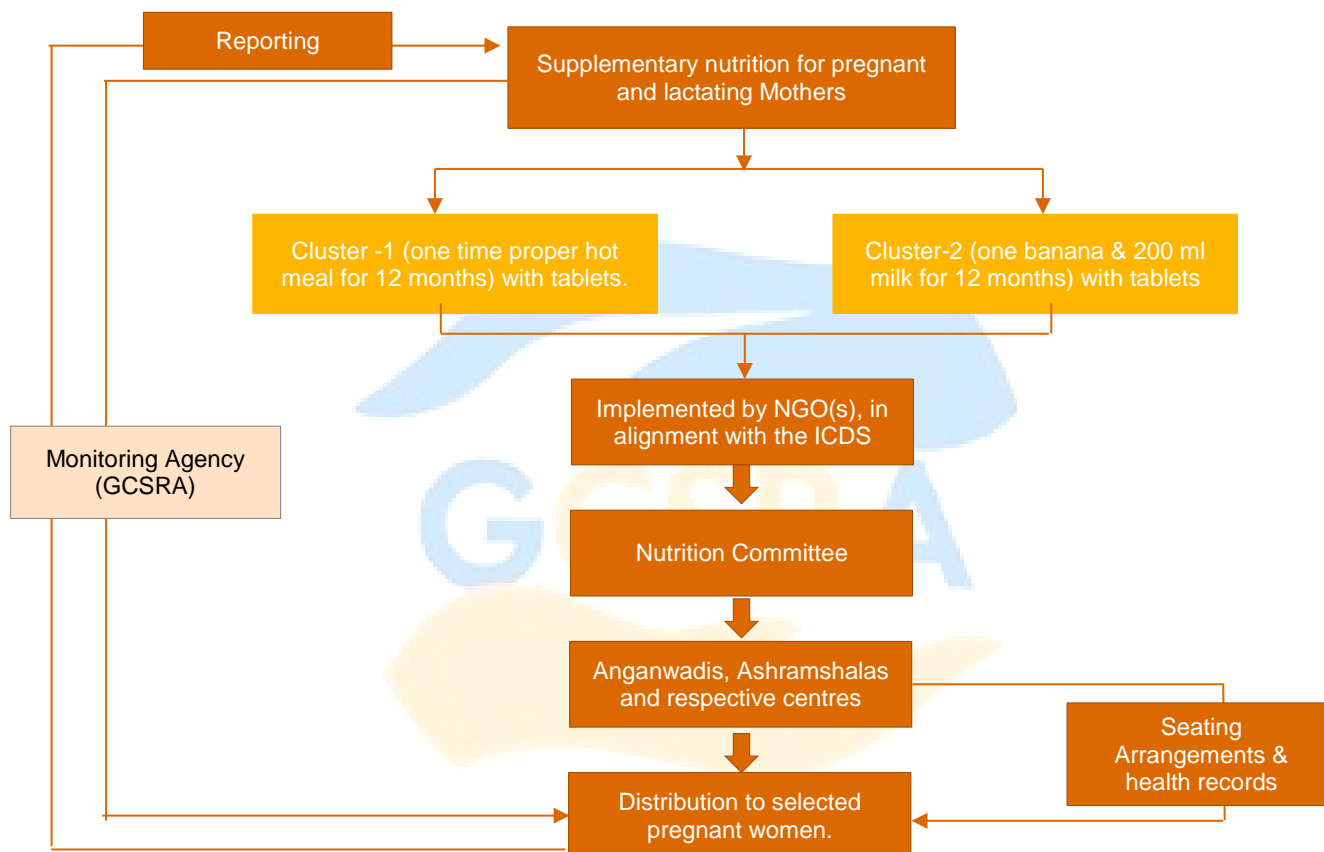 Reporting
Supplementary nutrition for pregnant
and lactating Mothers
Cluster -1 (one time proper hot
meal for 12 months) with tablets.
Cluster-2 (one banana & 200 ml
milk for 12 months) with tablets
Implemented by NGO(s), in
alignment with the ICDS
Monitoring Agency
(GCSRA)
GCSRA
Nutrition Committee
Anganwadis, Ashramshalas
and respective centres
Seating
Arrangements &
health records
Distribution to selected
pregnant women.